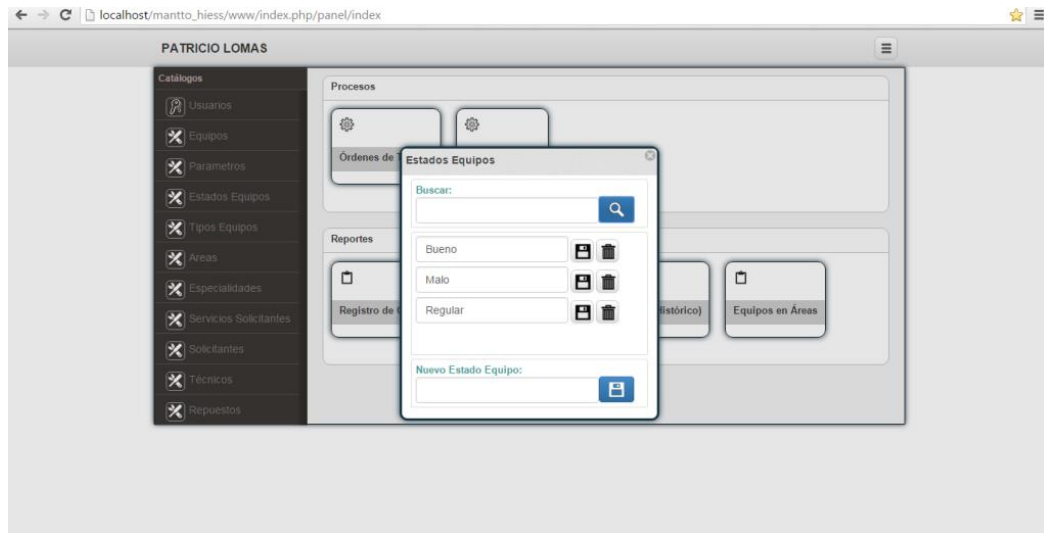 localhost/mantto_hiess/www/index.php/panel/index
PATRICIO LOMAS
Catálogos
Usuarios
Equipos
Parametros
Estados Equipos
Tipos Equipos
Areas
Especialidades
Servicios Solicitantes
Solicitantes
Técnicos
Repuestos
Procesos
Órdenes de
Reportes
Registro de
istórico)
Equipos en Áreas
Estados Equipos
Buscar:
Bueno
Malo
Regular
Nuevo Estado Equipo: